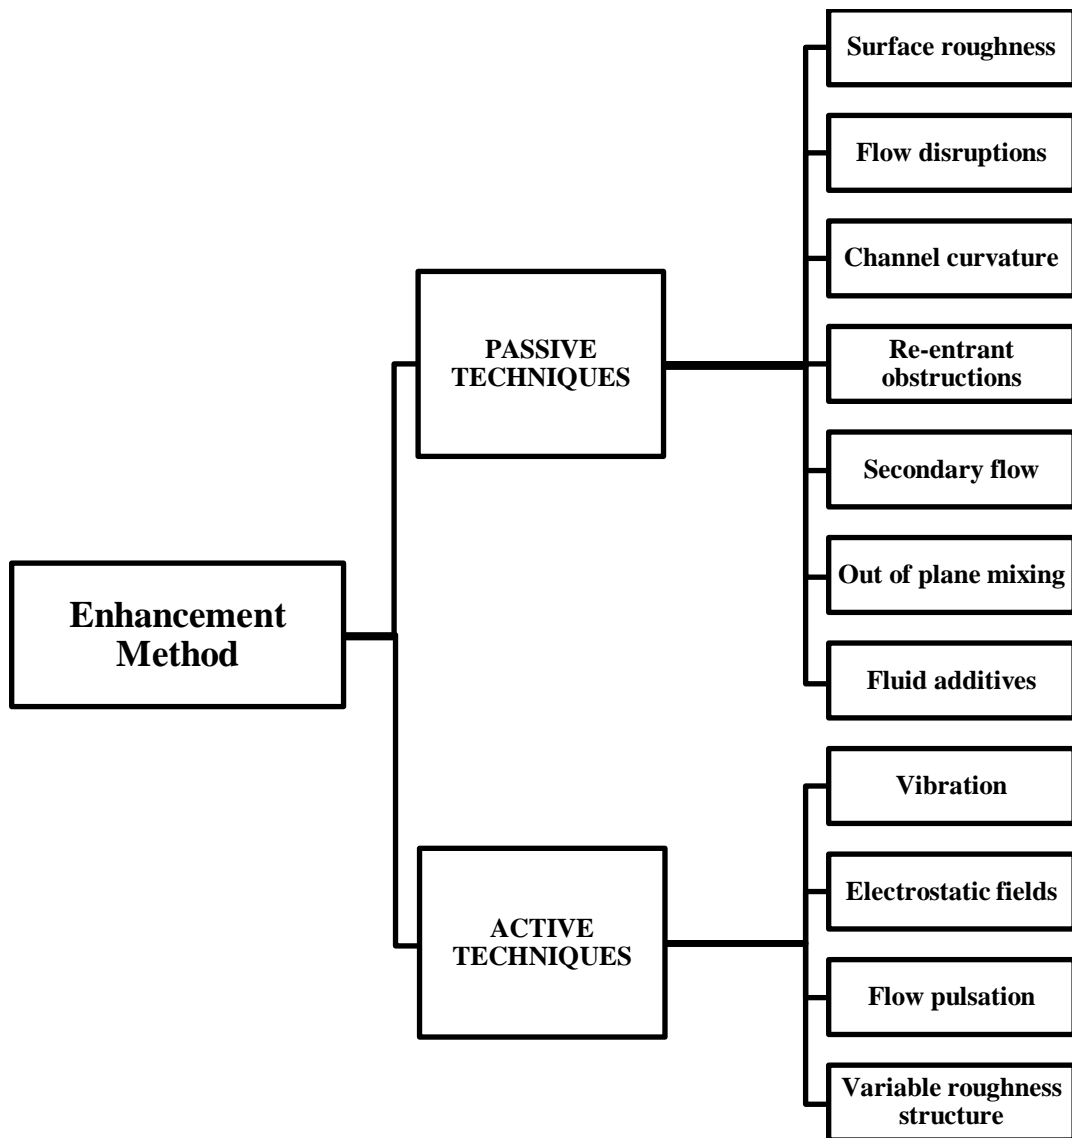 Surface roughness
Flow disruptions
Channel curvature
PASSIVE
TECHNIQUES
Re-entrant
obstructions
Secondary flow
Out of plane mixing
Enhancement
Method
Fluid additives
Vibration
Electrostatic fields
ACTIVE
TECHNIQUES
Flow pulsation
Variable roughness
structure